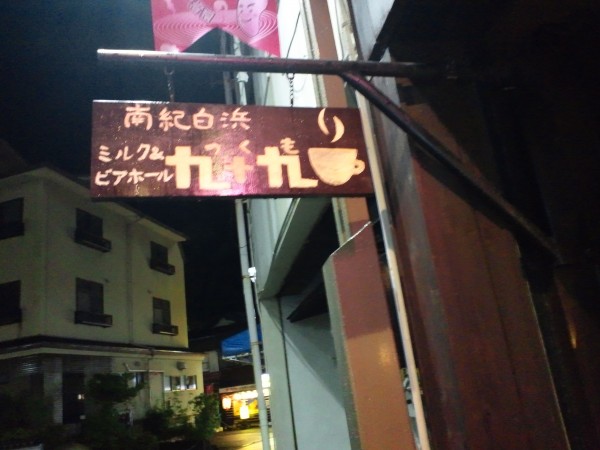 南紀白浜
ミルク&
ビアホール
つくも
九十九